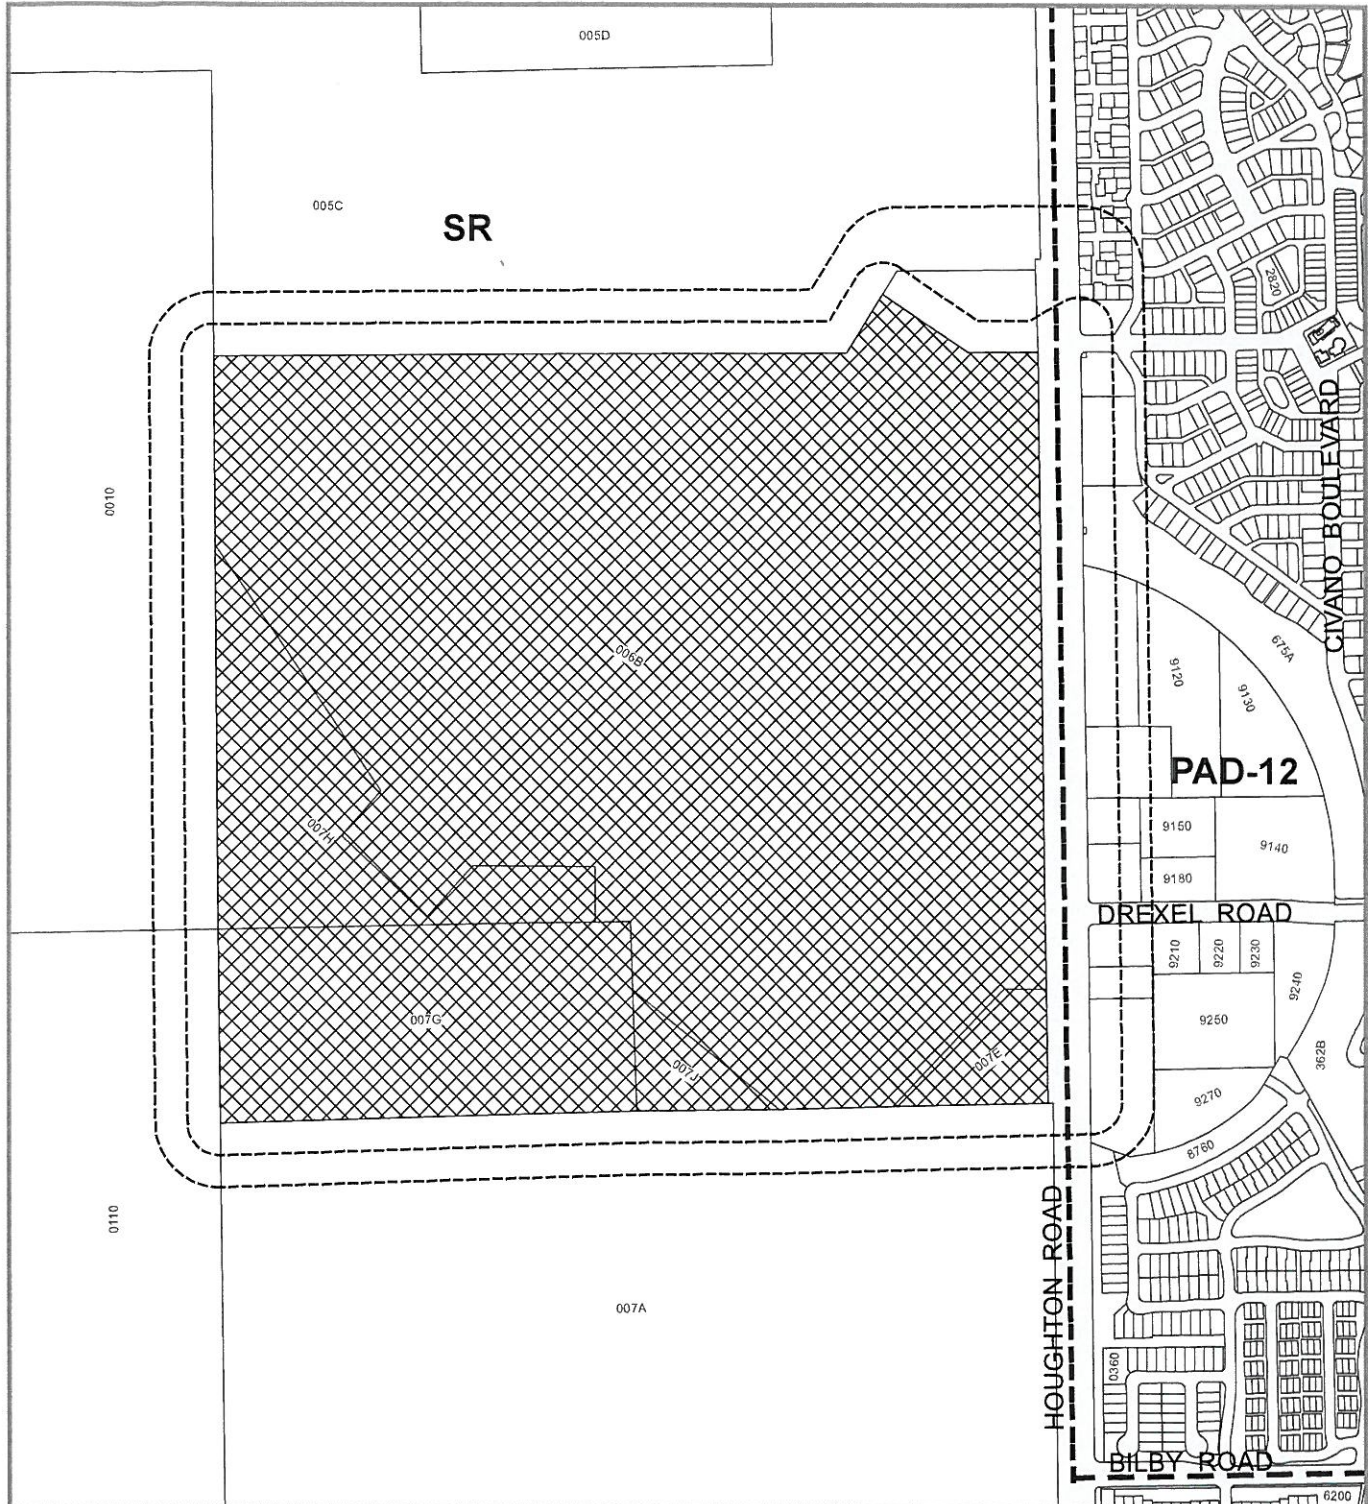 005D
005C
SR
2820
0010
CIVANO BOULEVARD
006B
675A
9120
9130
PAD-12
007H
9150
9140
9180
DREXEL ROAD
9210
9220
9230
9240
007G
9250
007J
007E
362B
9270
8760
0110
HOUGHTON ROAD
007A
0360
BILBY ROAD
6200